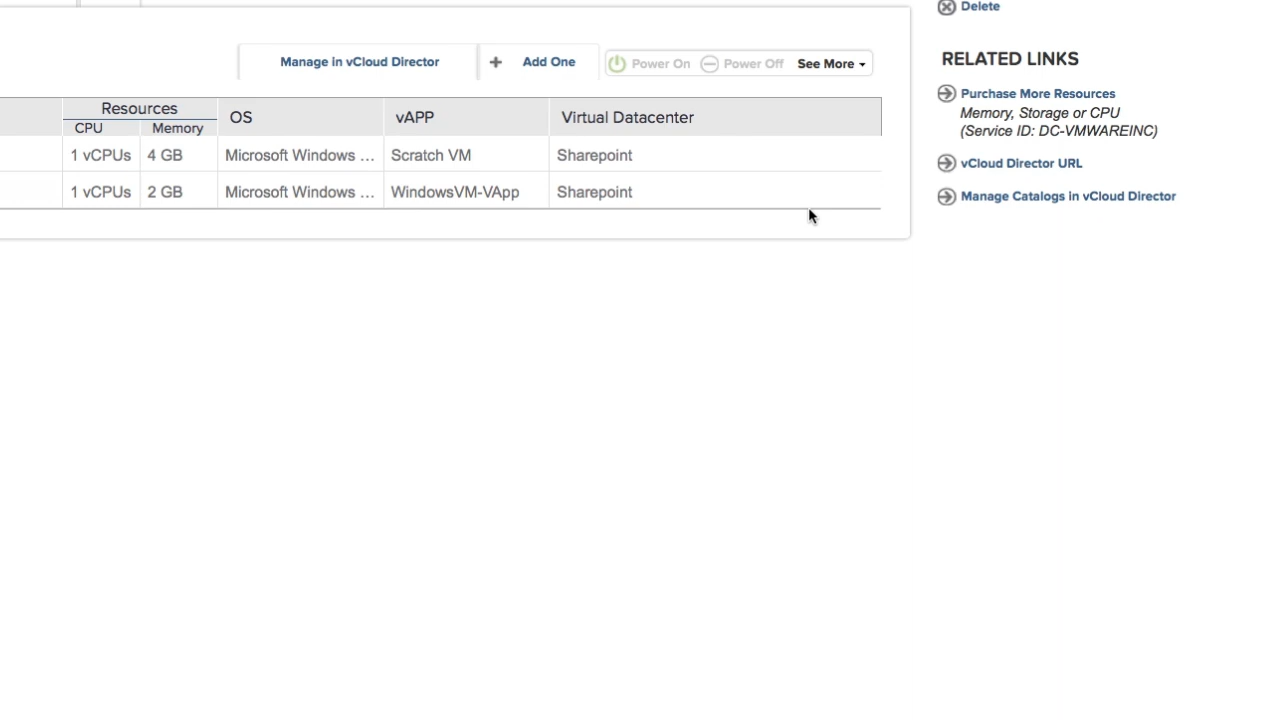 Delete
Manage in vCloud Director
Add One
Power On
Power Off
See More
Resources
CPU Memory
OS
vAPP
Virtual Datacenter
1 vCPUs 4 GB Microsoft Windows ... Scratch VM Sharepoint
1 vCPUs 2 GB Microsoft Windows ... WindowsVM-VApp Sharepoint
RELATED LINKS
Purchase More Resources
Memory, Storage or CPU
(Service ID: DC-VMWAREINC)
vCloud Director URL
Manage Catalogs in vCloud Director